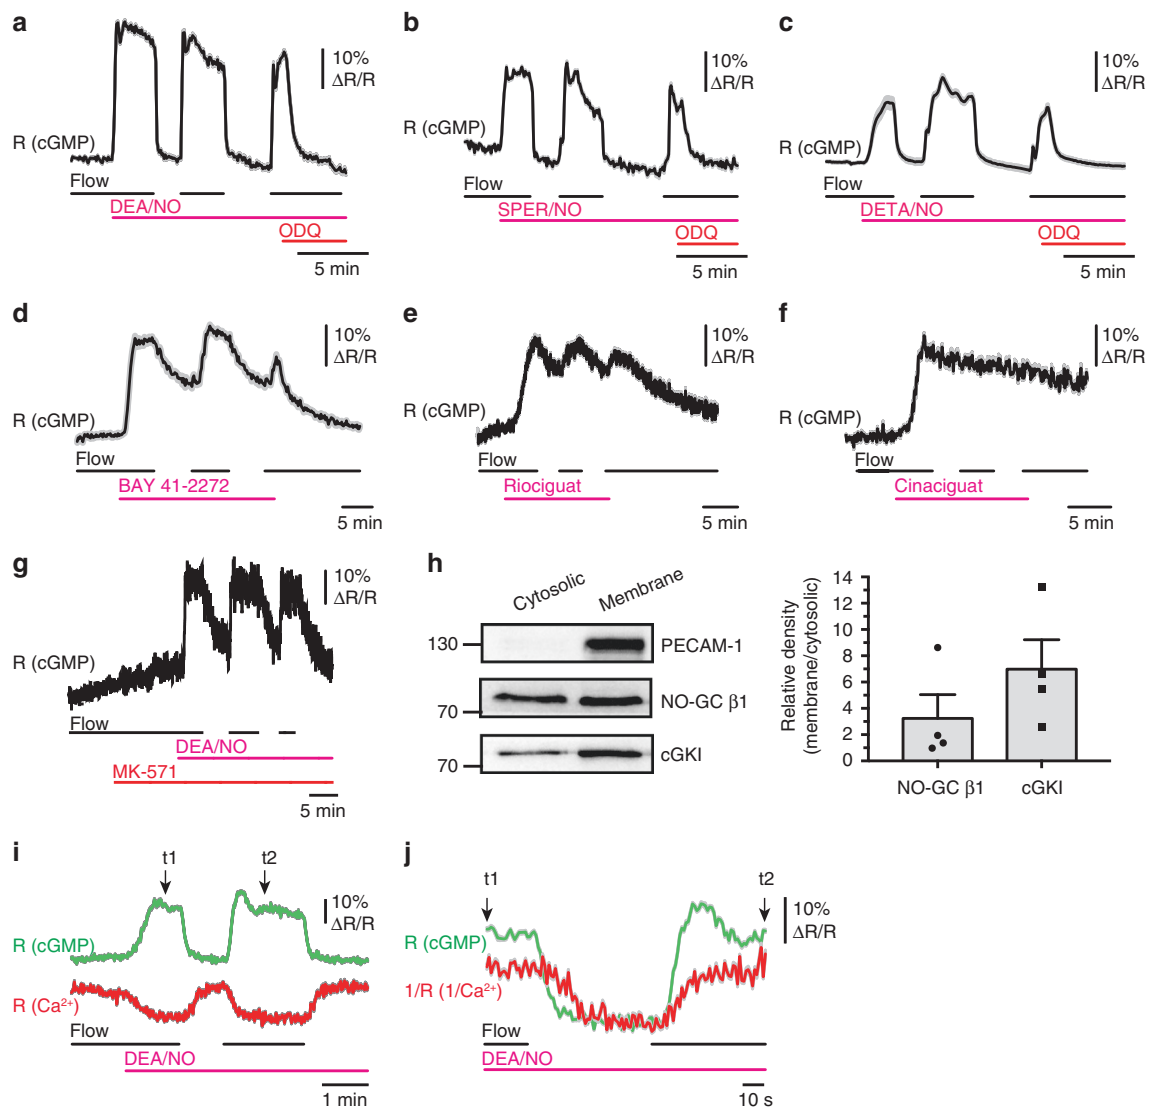 a
10%
ΔR/R
R (cGMP)
Flow
DEA/NO
ODQ
5 min
b
10%
ΔR/R
R (cGMP)
Flow
SPER/NO
ODQ
5 min
c
10%
ΔR/R
R (cGMP)
Flow
DETA/NO
ODQ
5 min
d
10%
ΔR/R
R (cGMP)
Flow
BAY 41-2272
5 min
e
10%
ΔR/R
R (cGMP)
Flow
Riociguat
5 min
f
10%
ΔR/R
R (cGMP)
Flow
Cinaciguat
5 min
g
10%
ΔR/R
R (cGMP)
Flow
DEA/NO
MK-571
5 min
h
Cytosolic
Membrane
130
PECAM-1
70
NO-GC β1
70
cGKI
Relative density
(membrane/cytosolic)
14
12
10
8
6
4
2
0
NO-GC β1
cGKI
i
t1
t2
10%
ΔR/R
R (cGMP)
R (Ca²⁺)
Flow
DEA/NO
1 min
j
t1
t2
10%
ΔR/R
R (cGMP)
1/R (1/Ca²⁺)
Flow
DEA/NO
10 s